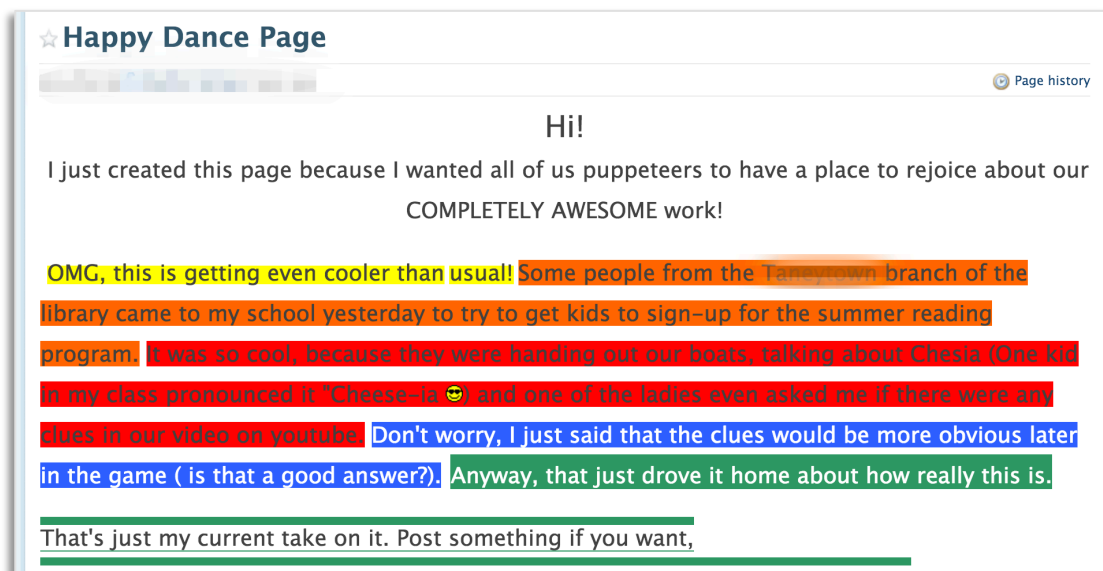 Happy Dance Page
Page history
Hi!
I just created this page because I wanted all of us puppeteers to have a place to rejoice about our
COMPLETELY AWESOME work!
OMG, this is getting even cooler than usual! Some people from the branch of the
library came to my school yesterday to try to get kids to sign-up for the summer reading
program. It was so cool, because they were handing out our boats, talking about Chesia (One kid
in my class pronounced it "Cheese-ia 😎) and one of the ladies even asked me if there were any
clues in our video on youtube. Don't worry, I just said that the clues would be more obvious later
in the game ( is that a good answer?). Anyway, that just drove it home about how really this is.
That's just my current take on it. Post something if you want,